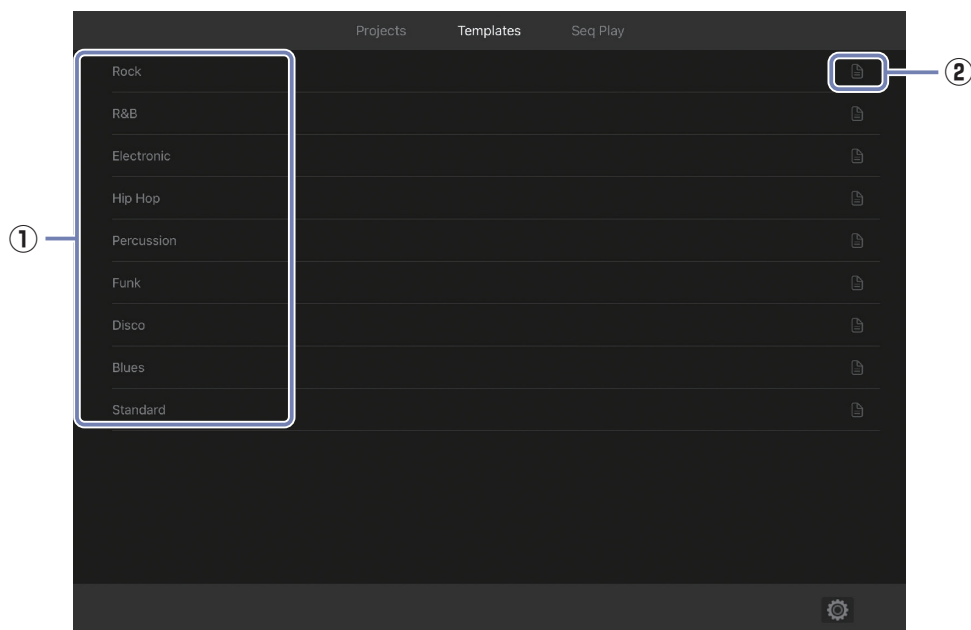 Projects Templates Seq Play
Rock ②
R&B
Electronic
Hip Hop
① Percussion
Funk
Disco
Blues
Standard